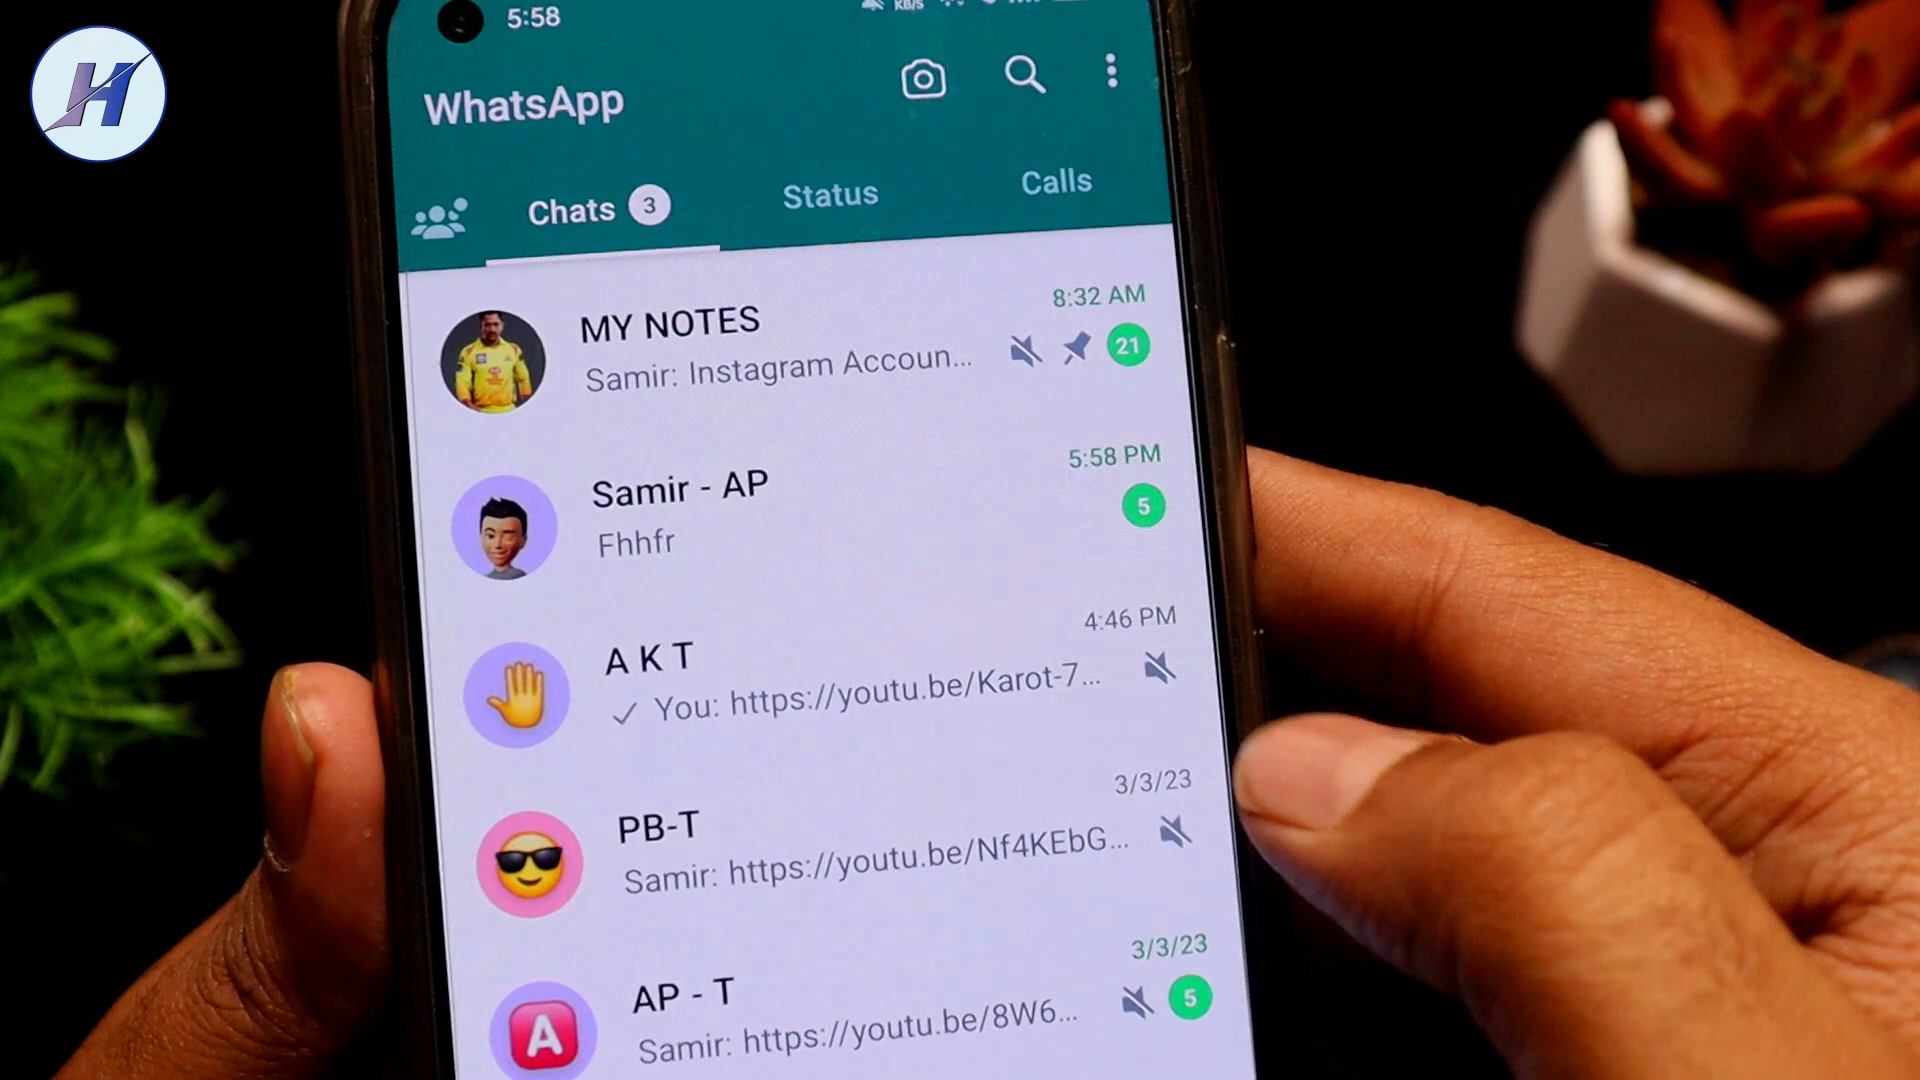 H
5:58
KB/S
WhatsApp
Chats 3
Status
Calls
MY NOTES
8:32 AM
Samir: Instagram Accoun...
21
Samir - AP
5:58 PM
Fhhfr
5
A K T
4:46 PM
You: https://youtu.be/Karot-7...
PB-T
3/3/23
Samir: https://youtu.be/Nf4KEbG...
AP - T
3/3/23
Samir: https://youtu.be/8W6...
5
A